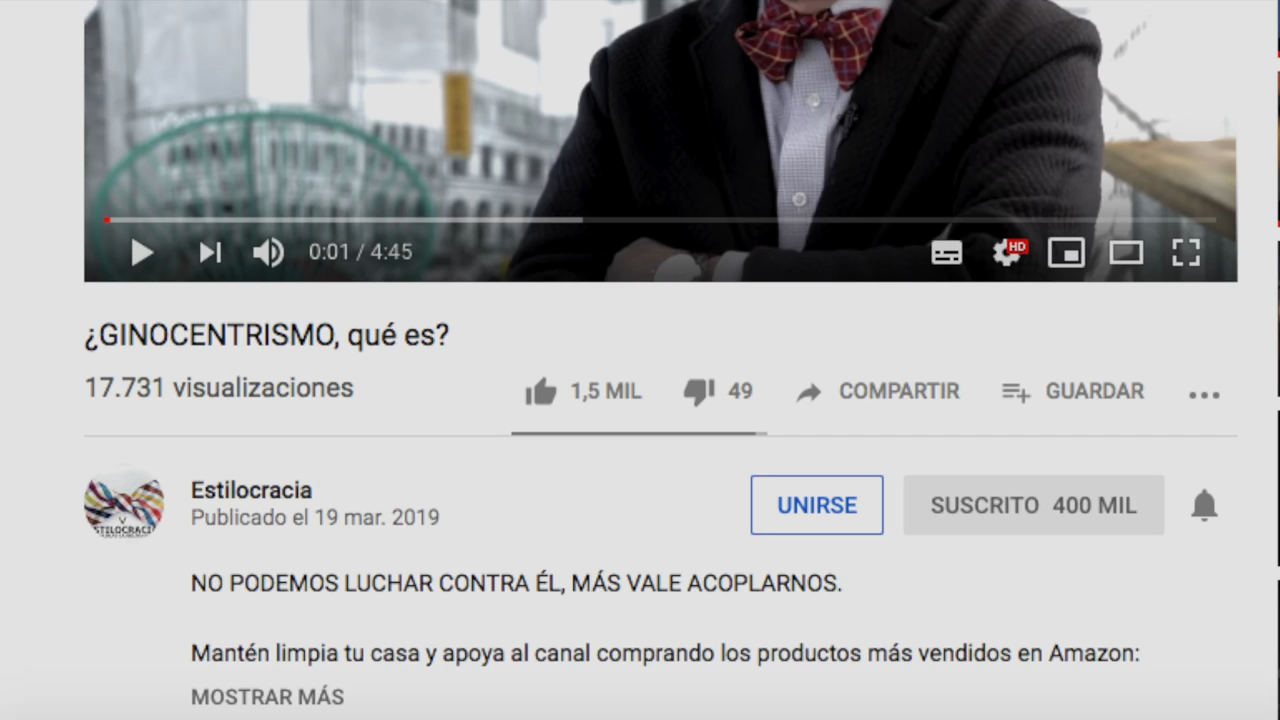 0:01 / 4:45
HD
¿GINOCENTRISMO, qué es?
17.731 visualizaciones
1,5 MIL
49
COMPARTIR
GUARDAR
Estilocracia
Publicado el 19 mar. 2019
UNIRSE
SUSCRITO 400 MIL
NO PODEMOS LUCHAR CONTRA ÉL, MÁS VALE ACOPLARNOS.
Mantén limpia tu casa y apoya al canal comprando los productos más vendidos en Amazon:
MOSTRAR MÁS